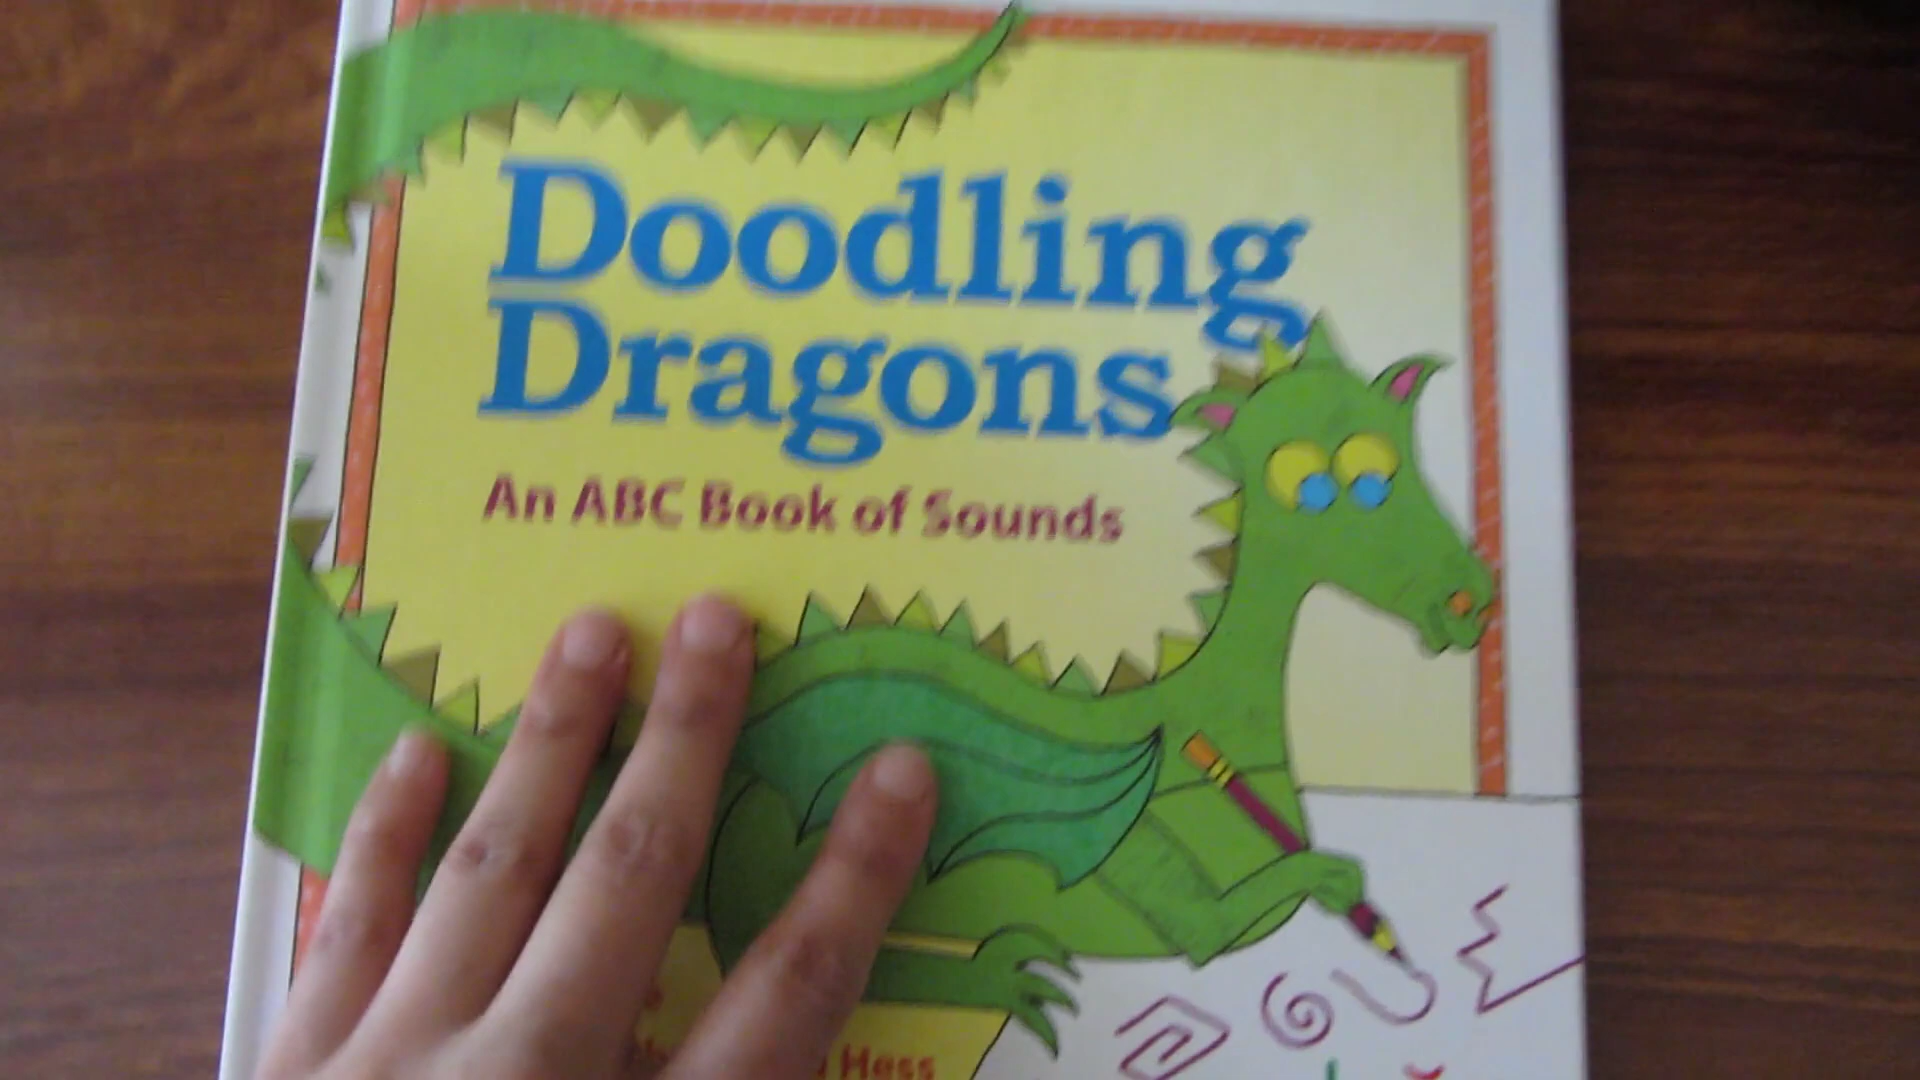 Doodling
Dragons
An ABC Book of Sounds
Hess